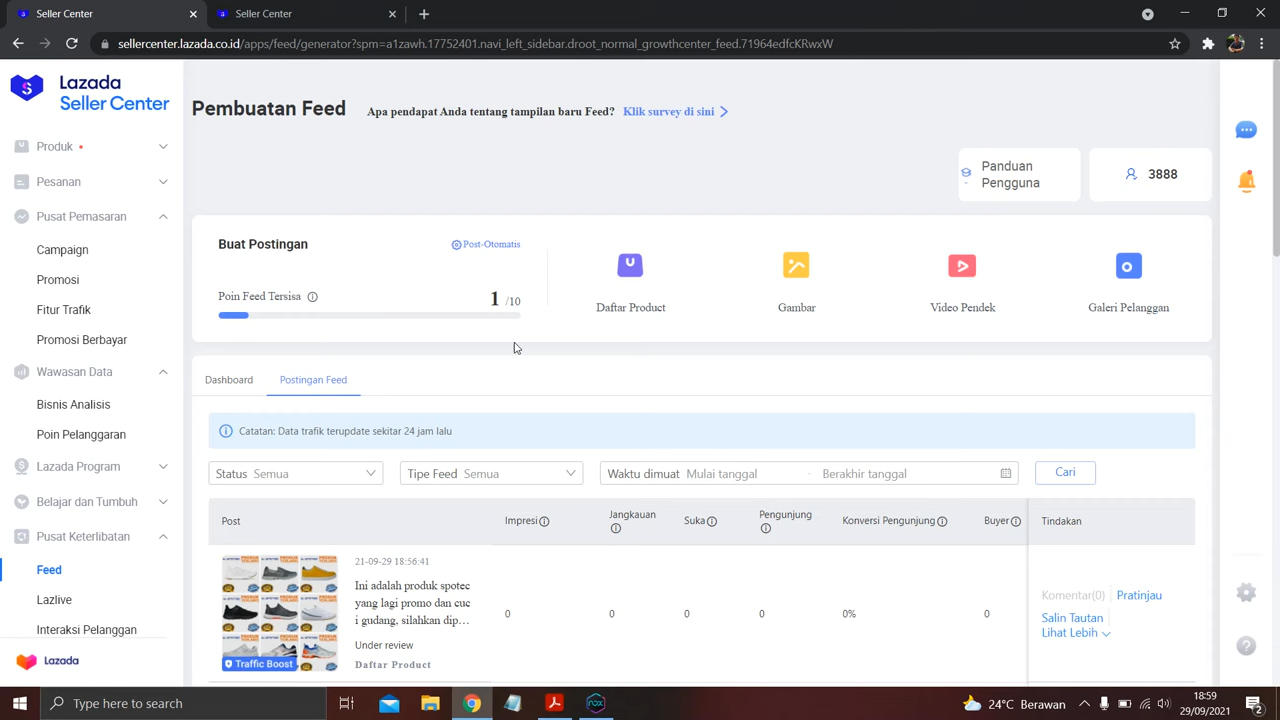 Seller Center
Seller Center
sellercenter.lazada.co.id/apps/feed/generator?spm=a1zawh.17752401.navi_left_sidebar.droot_normal_growthcenter_feed.71964edfcKRwxW
Lazada
Seller Center
Produk
Pesanan
Pusat Pemasaran
Campaign
Promosi
Fitur Trafik
Promosi Berbayar
Wawasan Data
Bisnis Analisis
Poin Pelanggaran
Lazada Program
Belajar dan Tumbuh
Pusat Keterlibatan
Feed
Lazlive
Interaksi Pelanggan
Lazada
Pembuatan Feed
Apa pendapat Anda tentang tampilan baru Feed? Klik survey di sini
Panduan
Pengguna
3888
Buat Postingan
Post-Otomatis
Poin Feed Tersisa
1 /10
Daftar Product
Gambar
Video Pendek
Galeri Pelanggan
Dashboard
Postingan Feed
Catatan: Data trafik terupdate sekitar 24 jam lalu
Status Semua
Tipe Feed Semua
Waktu dimuat Mulai tanggal - Berakhir tanggal
Cari
Post
Impresi
Jangkauan
Suka
Pengunjung
Konversi Pengunjung
Buyer
Tindakan
Traffic Boost
21-09-29 18:56:41
Ini adalah produk spotec
yang lagi promo dan cuc
i gudang, silahkan dip...
Under review
Daftar Product
0
0
0
0
0%
0
Komentar(0)
Pratinjau
Salin Tautan
Lihat Lebih
Type here to search
24°C Berawan
18:59
29/09/2021
2